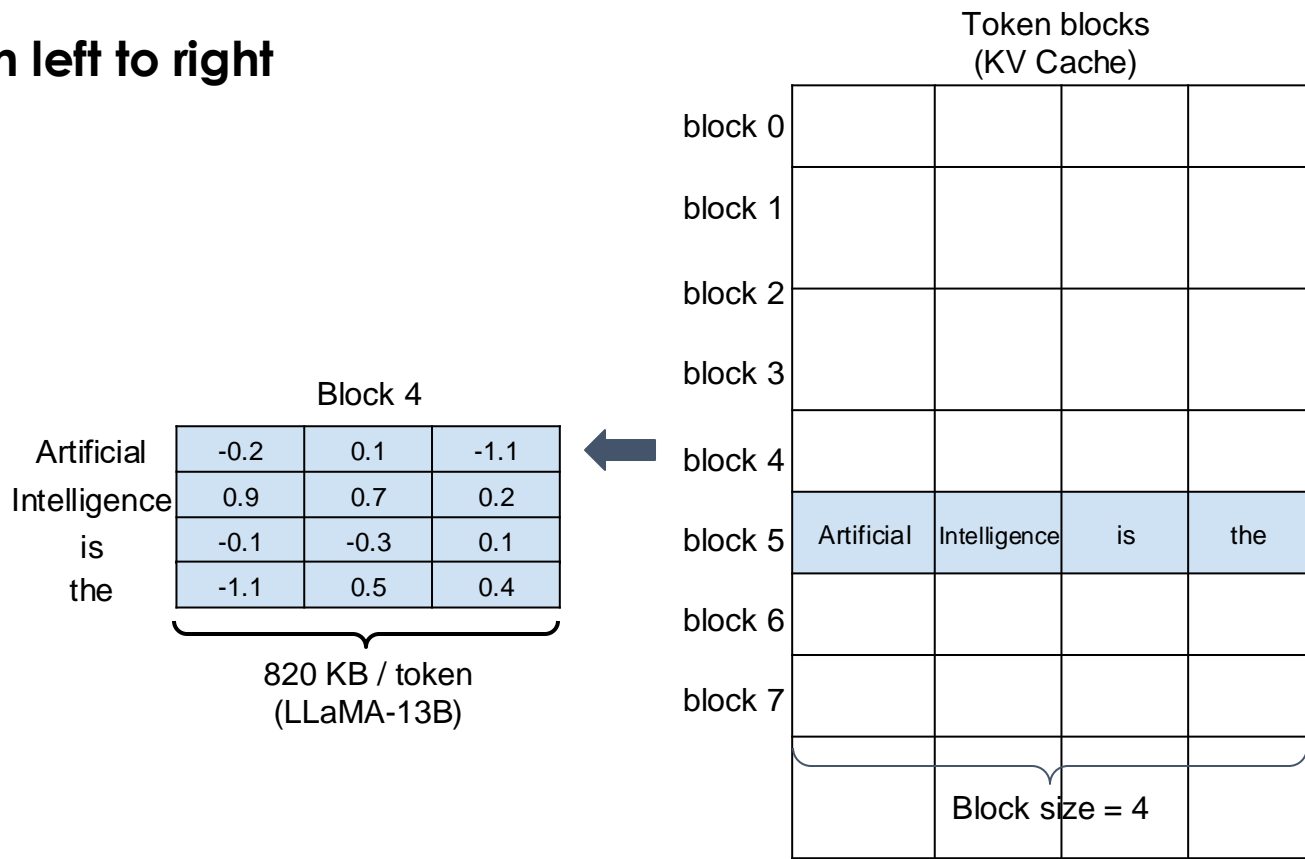 n left to right
Token blocks
(KV Cache)
block 0
block 1
block 2
block 3
block 4
block 5 Artificial Intelligence is the
block 6
block 7
Block size = 4
Block 4
Artificial -0.2 0.1 -1.1
Intelligence 0.9 0.7 0.2
is -0.1 -0.3 0.1
the -1.1 0.5 0.4
820 KB / token
(LLaMA-13B)